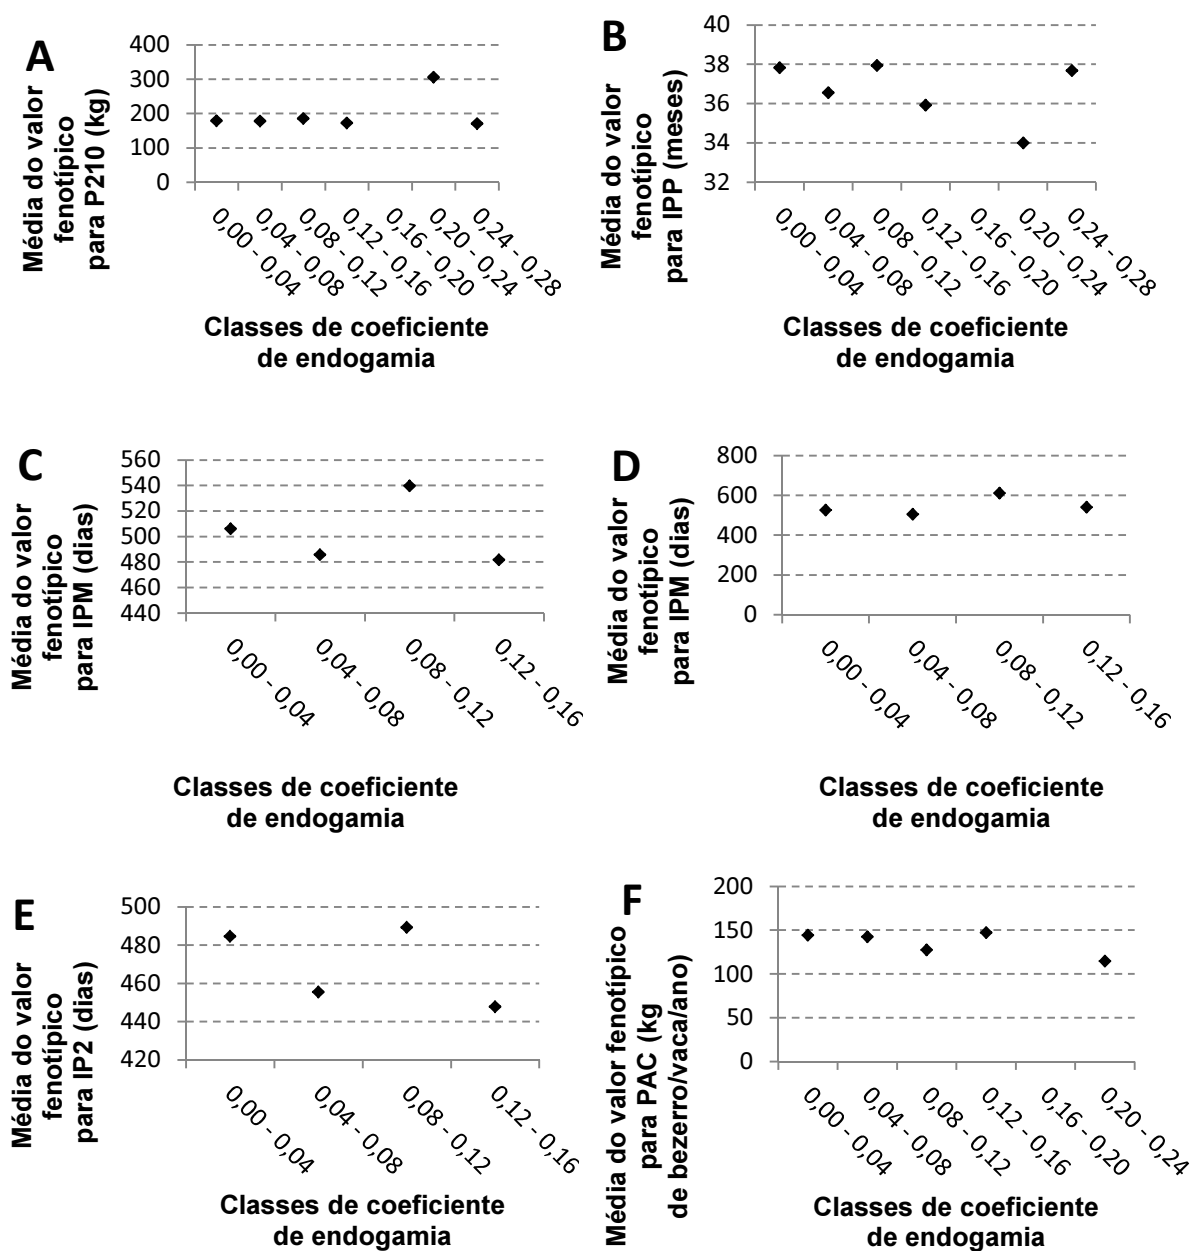 A
400
300
200
100
0
Média do valor
fenotípico
para P210 (kg)
0,00 - 0,04
0,04 - 0,08
0,08 - 0,12
0,12 - 0,16
0,16 - 0,20
0,20 - 0,24
0,24 - 0,28
Classes de coeficiente
de endogamia
B
40
38
36
34
32
Média do valor
fenotípico
para IPP (meses)
0,00 - 0,04
0,04 - 0,08
0,08 - 0,12
0,12 - 0,16
0,16 - 0,20
0,20 - 0,24
0,24 - 0,28
Classes de coeficiente
de endogamia
C
560
540
520
500
480
460
440
Média do valor
fenotípico
para IPM (dias)
0,00 - 0,04
0,04 - 0,08
0,08 - 0,12
0,12 - 0,16
Classes de coeficiente
de endogamia
D
800
600
400
200
0
Média do valor
fenotípico
para IPM (dias)
0,00 - 0,04
0,04 - 0,08
0,08 - 0,12
0,12 - 0,16
Classes de coeficiente
de endogamia
E
500
480
460
440
420
Média do valor
fenotípico
para IP2 (dias)
0,00 - 0,04
0,04 - 0,08
0,08 - 0,12
0,12 - 0,16
Classes de coeficiente
de endogamia
F
200
150
100
50
0
Média do valor fenotípico
para PAC (kg
de bezerro/vaca/ano)
0,00 - 0,04
0,04 - 0,08
0,08 - 0,12
0,12 - 0,16
0,16 - 0,20
0,20 - 0,24
Classes de coeficiente
de endogamia